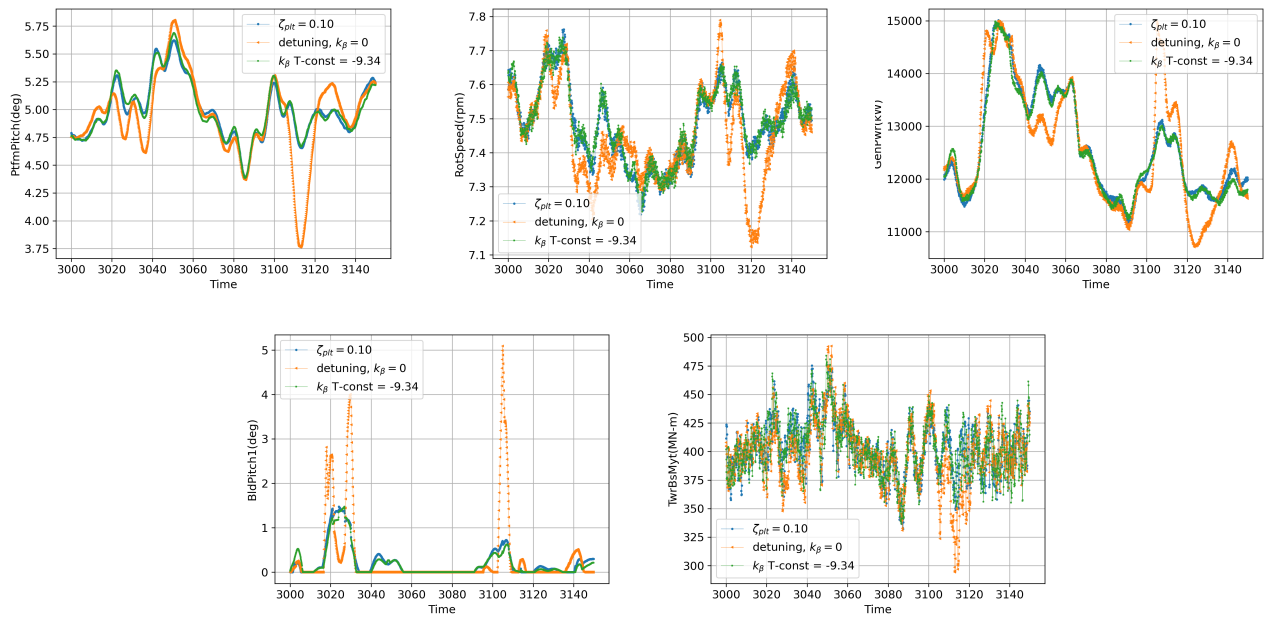 PtfmPitch(deg)
5.75
5.50
5.25
5.00
4.75
4.50
4.25
4.00
3.75
ζplt = 0.10
detuning, kβ = 0
kβ T-const = -9.34
3000 3020 3040 3060 3080 3100 3120 3140
Time
RotSpeed(rpm)
7.8
7.7
7.6
7.5
7.4
7.3
7.2
7.1
ζplt = 0.10
detuning, kβ = 0
kβ T-const = -9.34
3000 3020 3040 3060 3080 3100 3120 3140
Time
GenPwr(kW)
15000
14000
13000
12000
11000
ζplt = 0.10
detuning, kβ = 0
kβ T-const = -9.34
3000 3020 3040 3060 3080 3100 3120 3140
Time
BldPitch1(deg)
5
4
3
2
1
0
ζplt = 0.10
detuning, kβ = 0
kβ T-const = -9.34
3000 3020 3040 3060 3080 3100 3120 3140
Time
TwrBsMyt(MN-m)
500
475
450
425
400
375
350
325
300
ζplt = 0.10
detuning, kβ = 0
kβ T-const = -9.34
3000 3020 3040 3060 3080 3100 3120 3140
Time